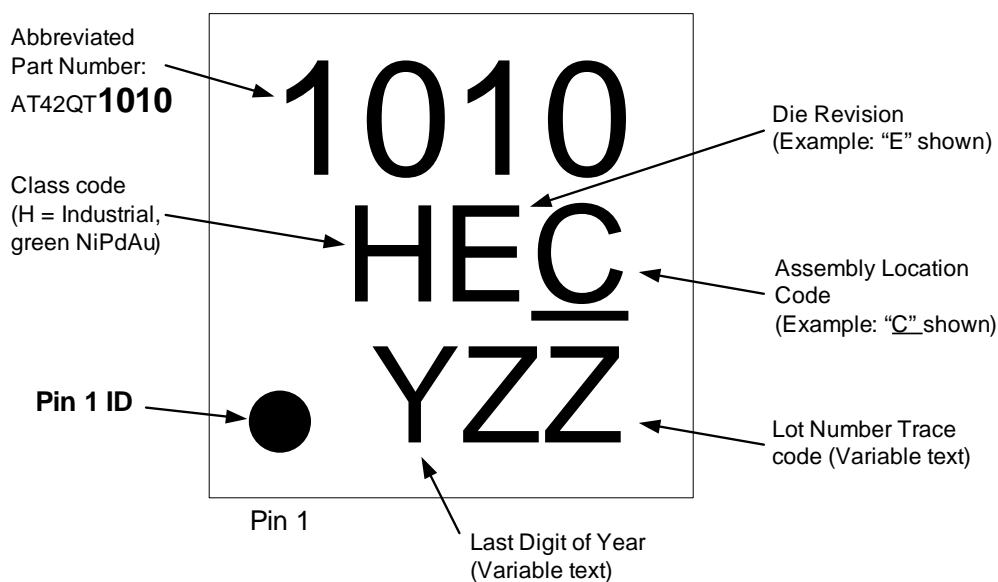 Abbreviated
Part Number:
AT42QT1010
1010
Die Revision
(Example: “E” shown)
Class code
(H = Industrial,
green NiPdAu)
HEC
Assembly Location
Code
(Example: “C” shown)
Pin 1 ID
YZZ
Lot Number Trace
code (Variable text)
Pin 1
Last Digit of Year
(Variable text)